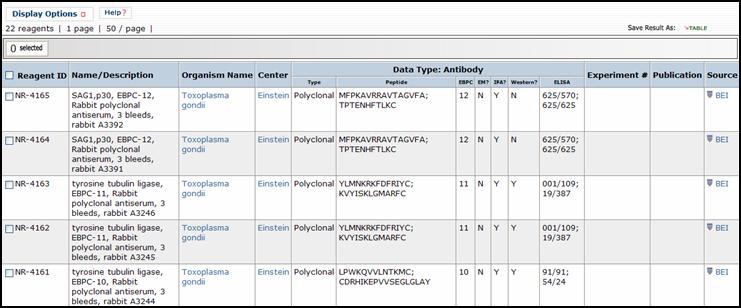 Display Options
Help?
22 reagents | 1 page | 50 / page |
Save Result As: TABLE
() selected
Reagent ID Name/Description Organism Name Center Data Type: Antibody Experiment # Publication Source
Type Peptide EBPC EM? IFA? Western? ELISA
NR-4165 SAG1,p30, EBPC-12, Toxoplasma Einstein Polyclonal MFPKAVRRAVTAGVFA; 12 N Y N 625/570; BEI
Rabbit polyclonal gondii TPTENHFTLKC 625/625
antiserum, 3 bleeds,
rabbit A3392
NR-4164 SAG1,p30, EBPC-12, Toxoplasma Einstein Polyclonal MFPKAVRRAVTAGVFA; 12 N Y N 625/570; BEI
Rabbit polyclonal gondii TPTENHFTLKC 625/625
antiserum, 3 bleeds,
rabbit A3391
NR-4163 tyrosine tubulin ligase, Toxoplasma Einstein Polyclonal YLMNKRKFDFRIYC; 11 N Y Y 001/109; BEI
EBPC-11, Rabbit gondii KVYISKLGMARFC 19/387
polyclonal antiserum, 3
bleeds, rabbit A3246
NR-4162 tyrosine tubulin ligase, Toxoplasma Einstein Polyclonal YLMNKRKFDFRIYC; 11 N Y Y 001/109; BEI
EBPC-11, Rabbit gondii KVYISKLGMARFC 19/387
polyclonal antiserum, 3
bleeds, rabbit A3245
NR-4161 tyrosine tubulin ligase, Toxoplasma Einstein Polyclonal LPWKQVVLNTKMC; 10 N Y Y 91/91; BEI
EBPC-10, Rabbit gondii CDRHIKEPVVSEGLGLAY 54/24
polyclonal antiserum, 3
bleeds, rabbit A3244